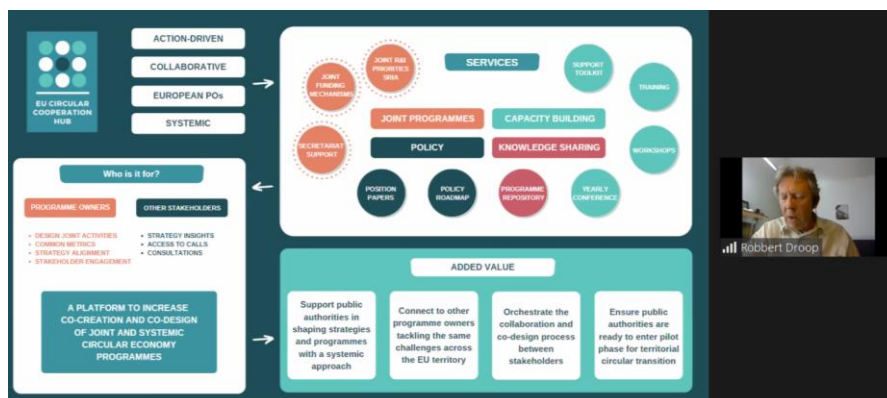 EU CIRCULAR
COOPERATION
HUB
ACTION-DRIVEN
COLLABORATIVE
EUROPEAN POs
SYSTEMIC
SERVICES
JOINT
FUNDING
MECHANISMS
JOINT R&I
PRIORITIES
SRIA
SUPPORT
TOOLKIT
TRAINING
JOINT PROGRAMMES
CAPACITY BUILDING
SECRETARIAT
SUPPORT
POLICY
KNOWLEDGE SHARING
WORKSHOPS
POSITION
PAPERS
POLICY
ROADMAP
PROGRAMME
REPOSITORY
YEARLY
CONFERENCE
Who is it for?
PROGRAMME OWNERS
• DESIGN JOINT ACTIVITIES
• COMMON METRICS
• STRATEGY ALIGNMENT
• STAKEHOLDER ENGAGEMENT
OTHER STAKEHOLDERS
• STRATEGY INSIGHTS
• ACCESS TO CALLS
• CONSULTATIONS
A PLATFORM TO INCREASE
CO-CREATION AND CO-DESIGN
OF JOINT AND SYSTEMIC
CIRCULAR ECONOMY
PROGRAMMES
ADDED VALUE
Support public
authorities in
shaping strategies
and programmes
with a systemic
approach
Connect to other
programme owners
tackling the same
challenges across
the EU territory
Orchestrate the
collaboration and
co-design process
between
stakeholders
Ensure public
authorities are
ready to enter pilot
phase for territorial
circular transition
Robbert Droop